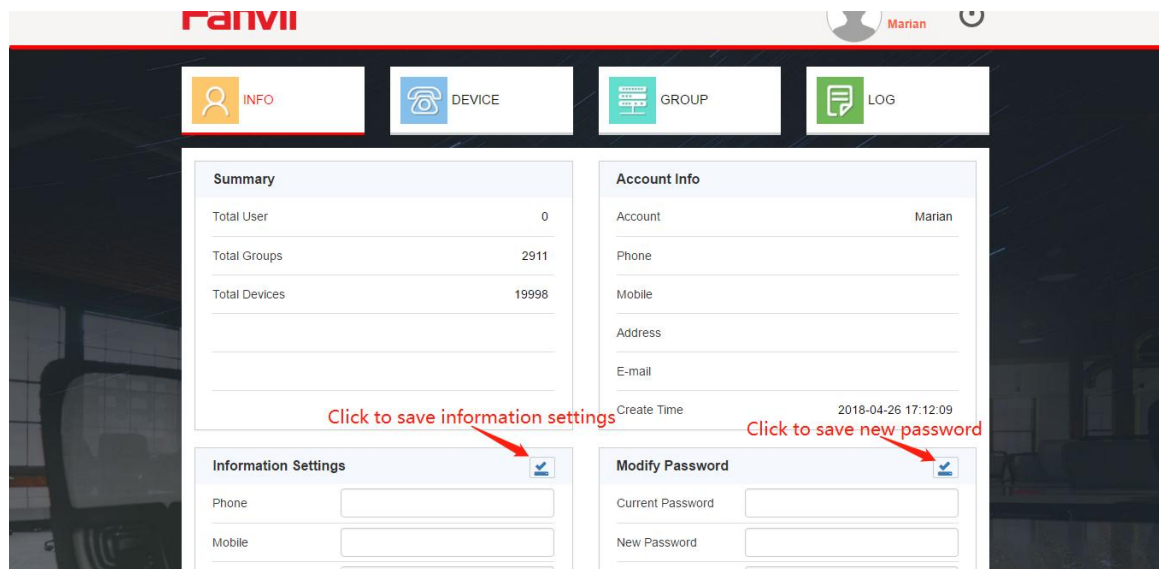 Fanvil
Marian
INFO
DEVICE
GROUP
LOG
Summary
Total User 0
Total Groups 2911
Total Devices 19998
Account Info
Account Marian
Phone
Mobile
Address
E-mail
Create Time 2018-04-26 17:12:09
Click to save information settings
Click to save new password
Information Settings
Phone
Mobile
Modify Password
Current Password
New Password